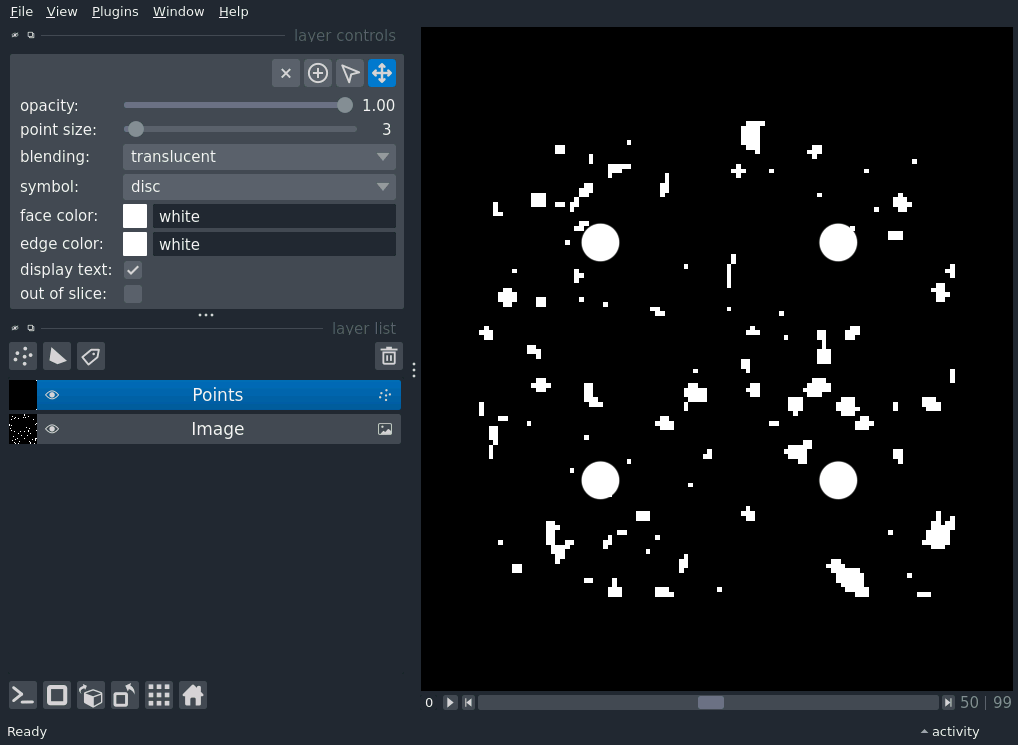 File View Plugins Window Help
layer controls
opacity: 1.00
point size: 3
blending: translucent
symbol: disc
face color: white
edge color: white
display text:
out of slice:
layer list
Points
Image
0 50 | 99
Ready activity